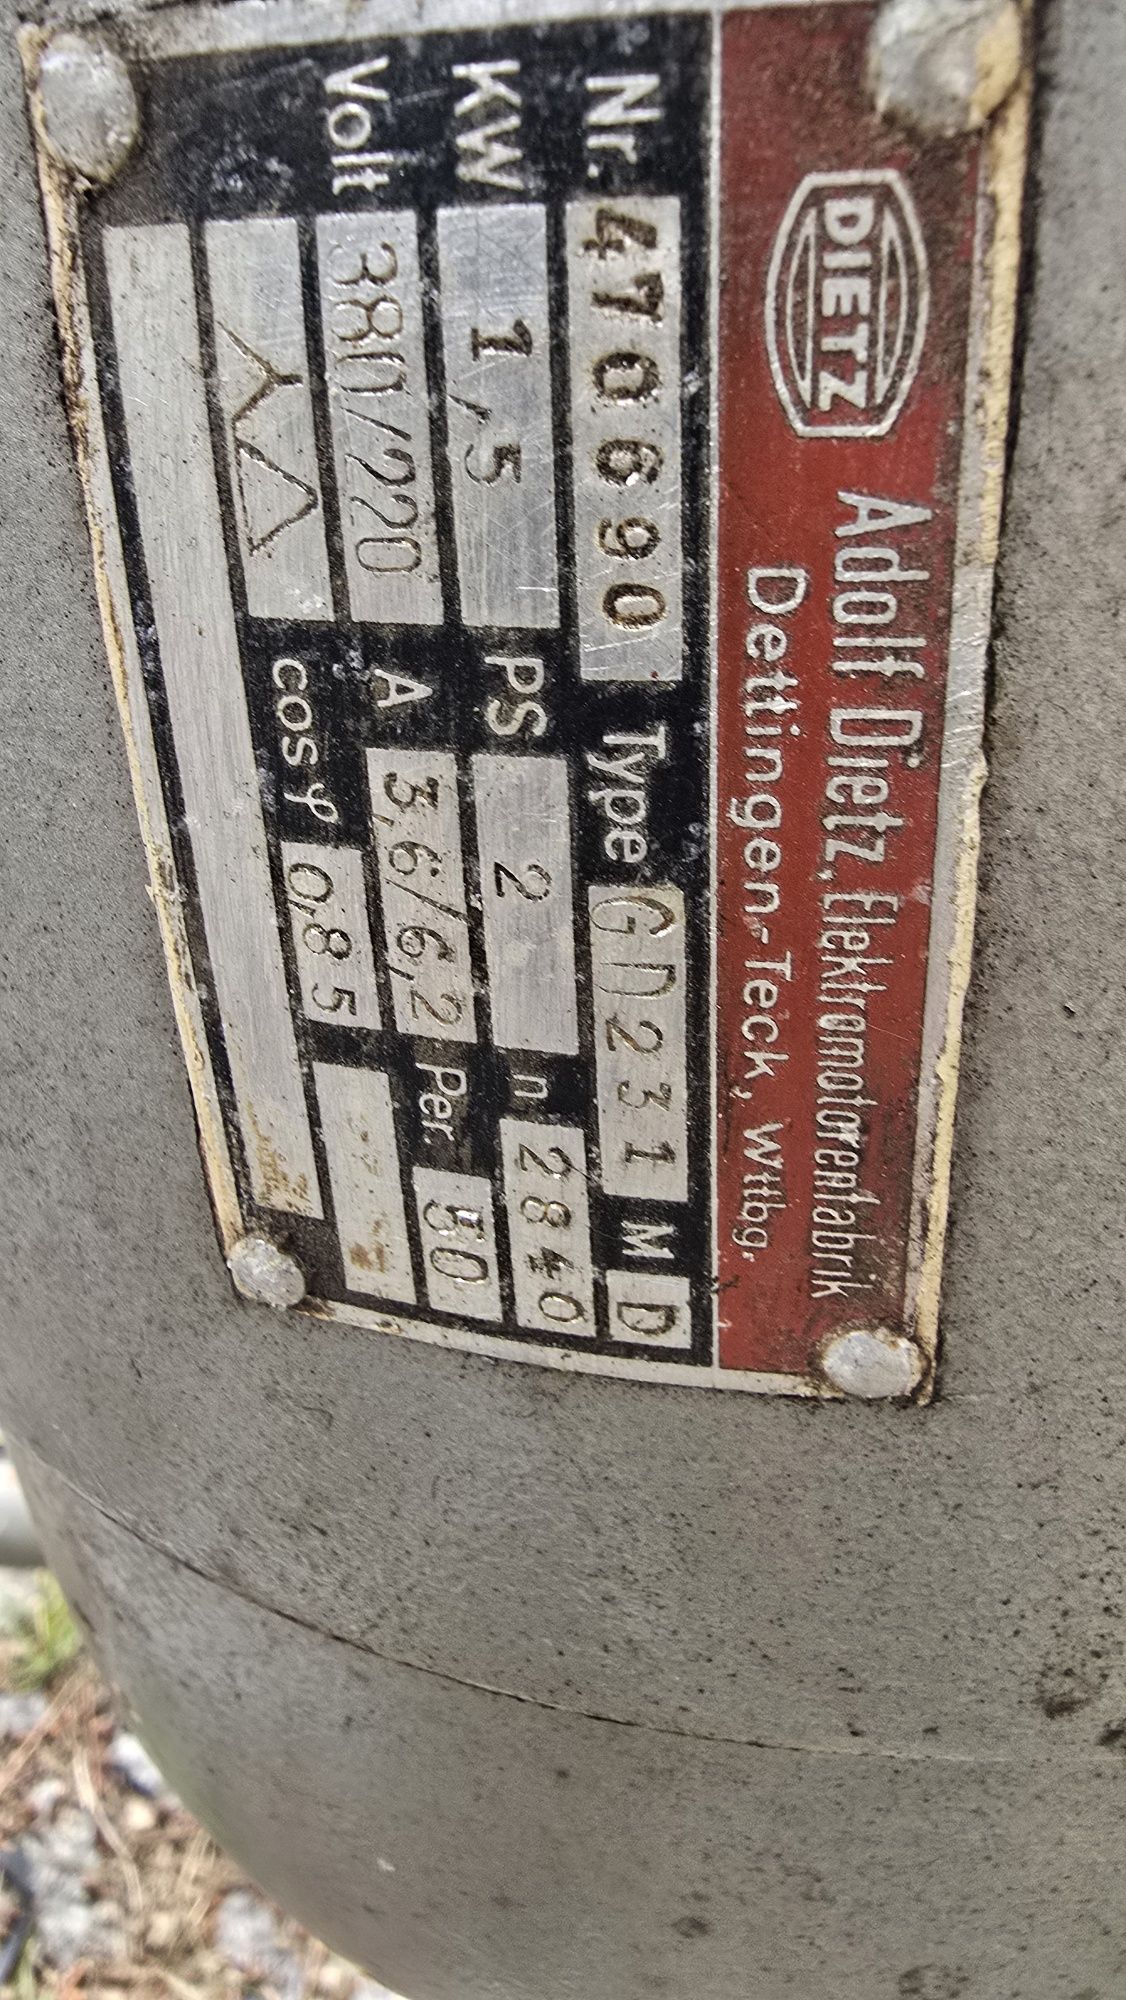 DIETZ
Adolf Dietz, Elektromotorenfabrik
Dettingen-Teck, Wttbg.
Nr. 470690 Type GD231 M D
KW 1,5 PS 2 n 2840
Volt 380/220 A 3,6/6,2 Per. 50
cos φ 0,85